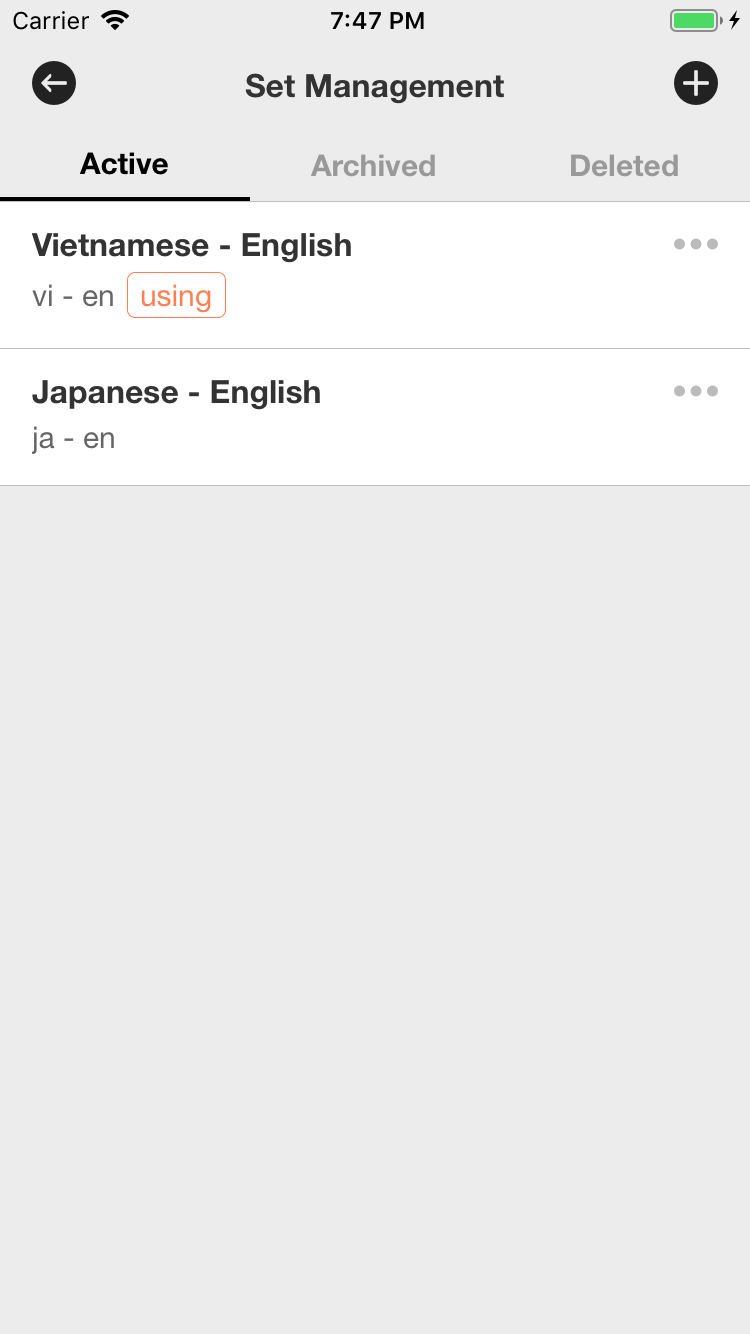 Carrier 7:47 PM
Set Management
Active Archived Deleted
Vietnamese - English
vi - en using
Japanese - English
ja - en